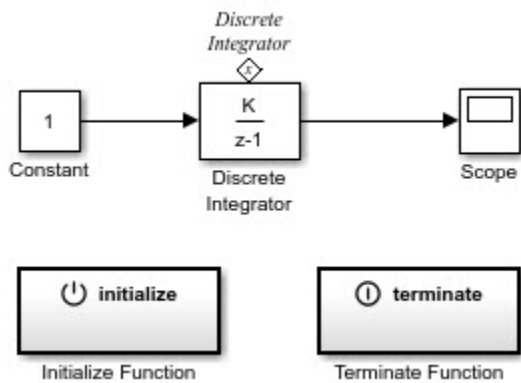 Discrete
Integrator
x
1
K
z-1
Constant
Discrete
Integrator
Scope
initialize
terminate
Initialize Function
Terminate Function